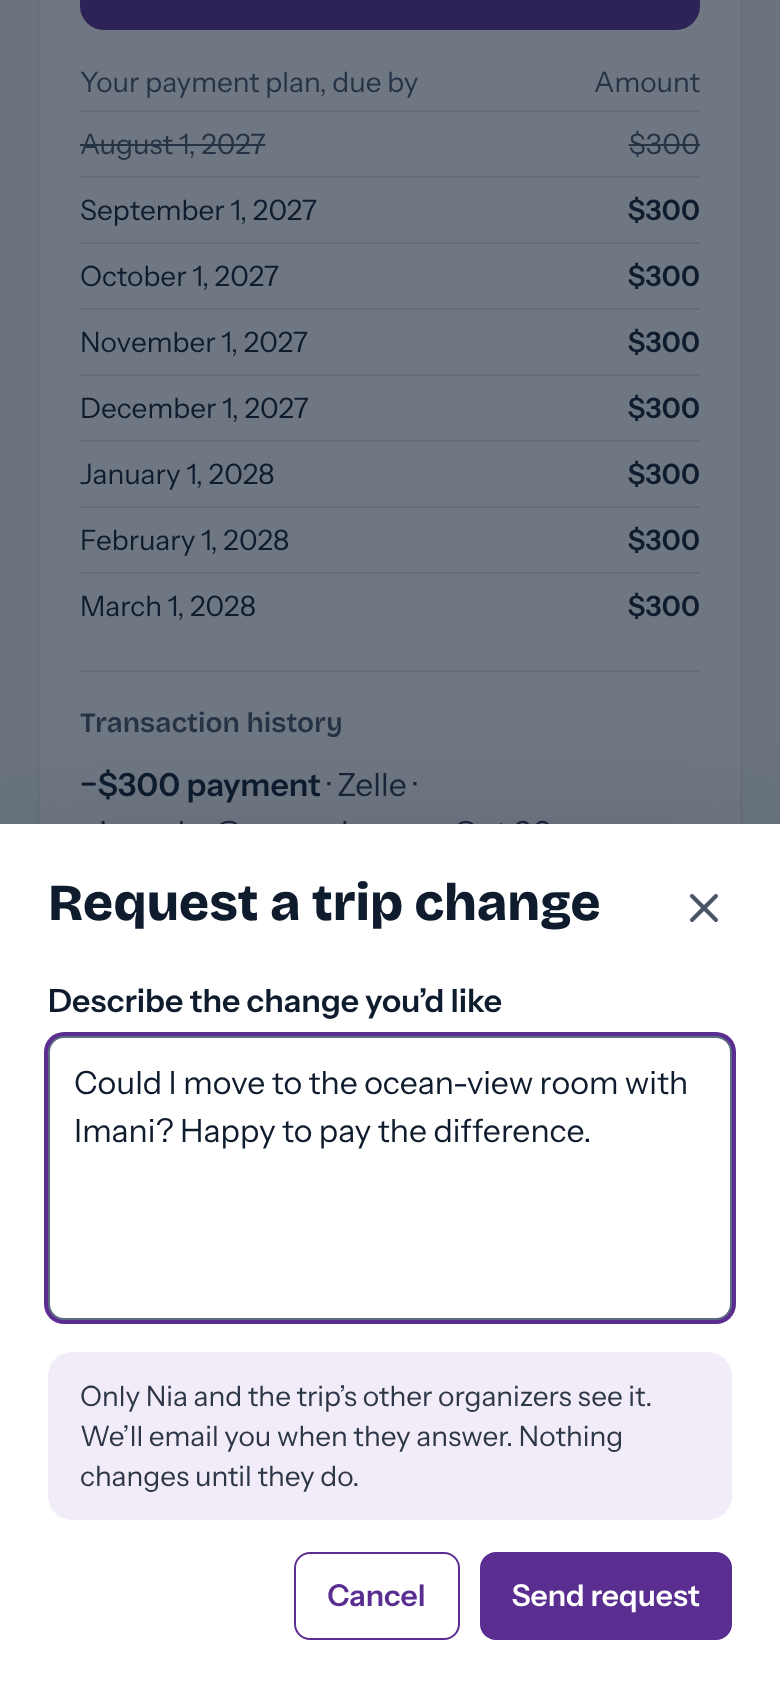 Your payment plan, due by Amount
August 1, 2027 $300
September 1, 2027 $300
October 1, 2027 $300
November 1, 2027 $300
December 1, 2027 $300
January 1, 2028 $300
February 1, 2028 $300
March 1, 2028 $300
Transaction history
−$300 payment · Zelle ·
Request a trip change
Describe the change you’d like
Could I move to the ocean-view room with
Imani? Happy to pay the difference.
Only Nia and the trip’s other organizers see it.
We’ll email you when they answer. Nothing
changes until they do.
Cancel
Send request